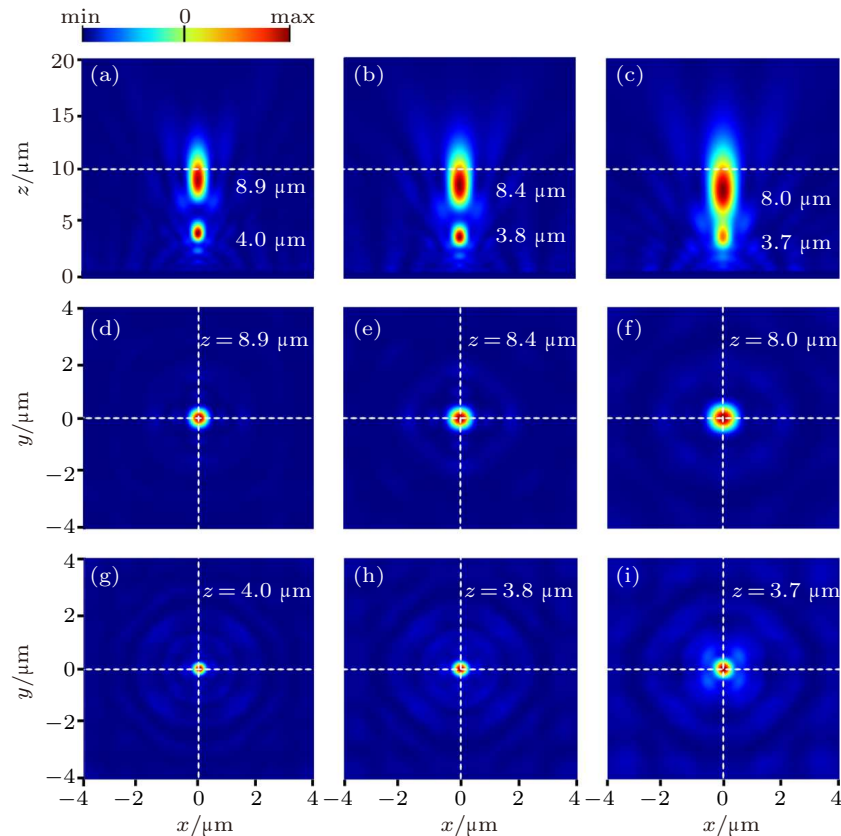 min 0 max
20 (a) (b) (c)
15
z/μm
10
8.9 μm 8.4 μm 8.0 μm
5
4.0 μm 3.8 μm 3.7 μm
0
4 (d) (e) (f)
z = 8.9 μm z = 8.4 μm z = 8.0 μm
2
y/μm
0
−2
−4
4 (g) (h) (i)
z = 4.0 μm z = 3.8 μm z = 3.7 μm
2
y/μm
0
−2
−4
−4 −2 0 2 4 −4 −2 0 2 4 −4 −2 0 2 4
x/μm x/μm x/μm